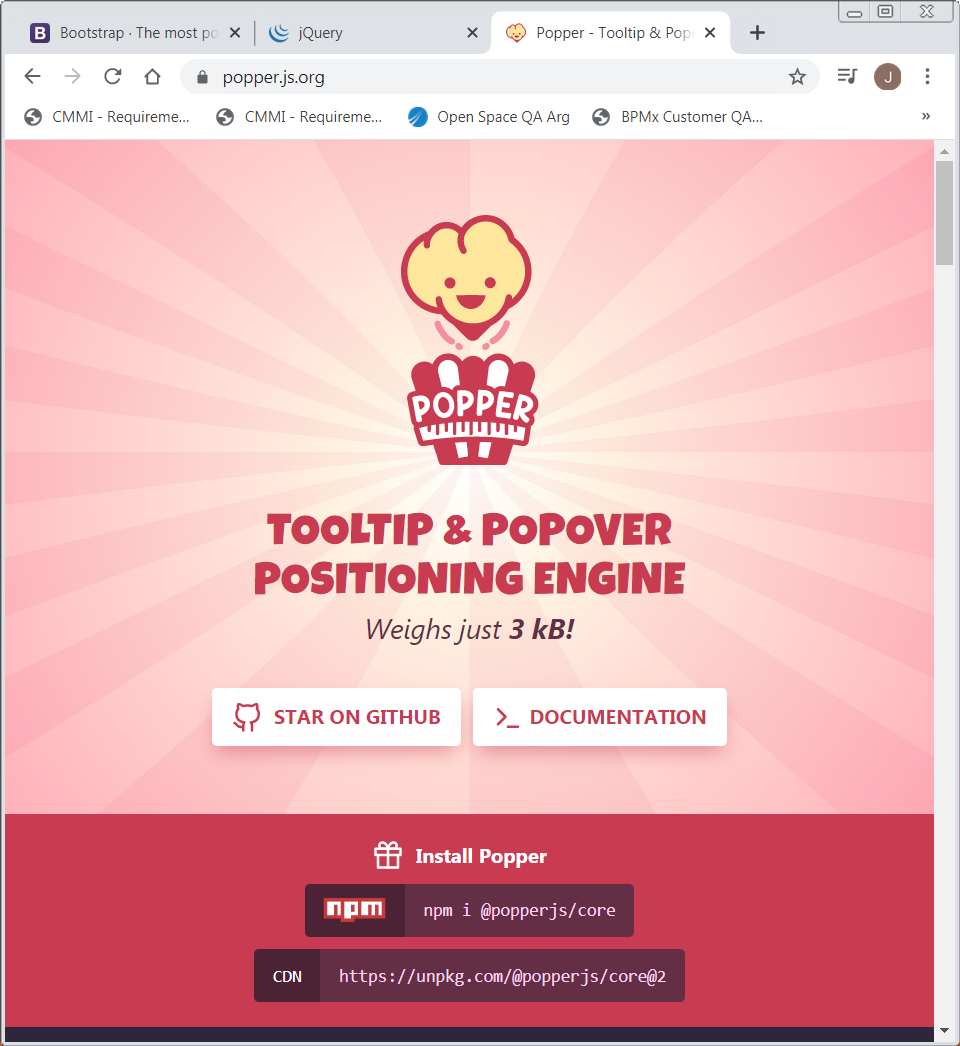 Bootstrap · The most po
jQuery
Popper - Tooltip & Pop
popper.js.org
J
CMMI - Requireme...
CMMI - Requireme...
Open Space QA Arg
BPMx Customer QA...
»
POPPER
TOOLTIP & POPOVER
POSITIONING ENGINE
Weighs just 3 kB!
STAR ON GITHUB
DOCUMENTATION
Install Popper
npm
npm i @popperjs/core
CDN
https://unpkg.com/@popperjs/core@2